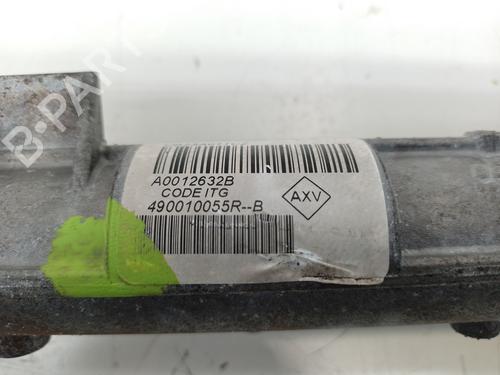 B-PARTS
A0012632B
CODE ITG
490010055R--B
AXV